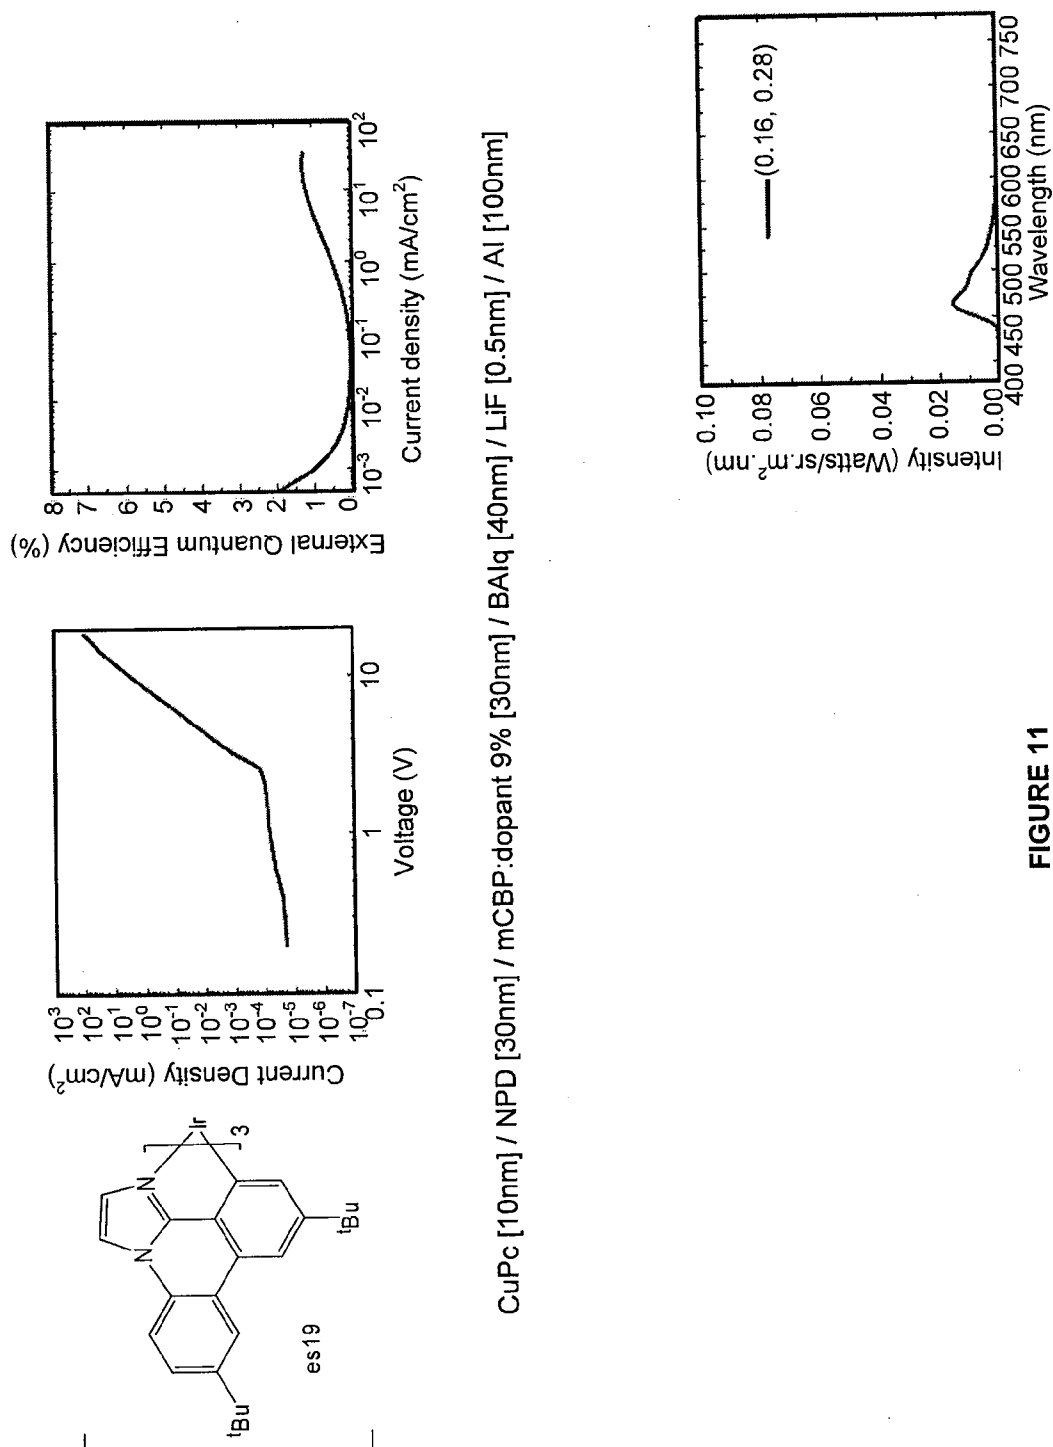 N
N
Ir
3
tBu
tBu
es19
Current Density (mA/cm²)
10³
10²
10¹
10⁰
10⁻¹
10⁻²
10⁻³
10⁻⁴
10⁻⁵
10⁻⁶
10⁻⁷
0.1
1
10
Voltage (V)
External Quantum Efficiency (%)
8
7
6
5
4
3
2
1
0
10⁻³
10⁻²
10⁻¹
10⁰
10¹
10²
Current density (mA/cm²)
CuPc [10nm] / NPD [30nm] / mCBP:dopant 9% [30nm] / BAlq [40nm] / LiF [0.5nm] / Al [100nm]
Intensity (Watts/sr.m².nm)
0.10
0.08
0.06
0.04
0.02
0.00
(0.16, 0.28)
400 450 500 550 600 650 700 750
Wavelength (nm)
FIGURE 11